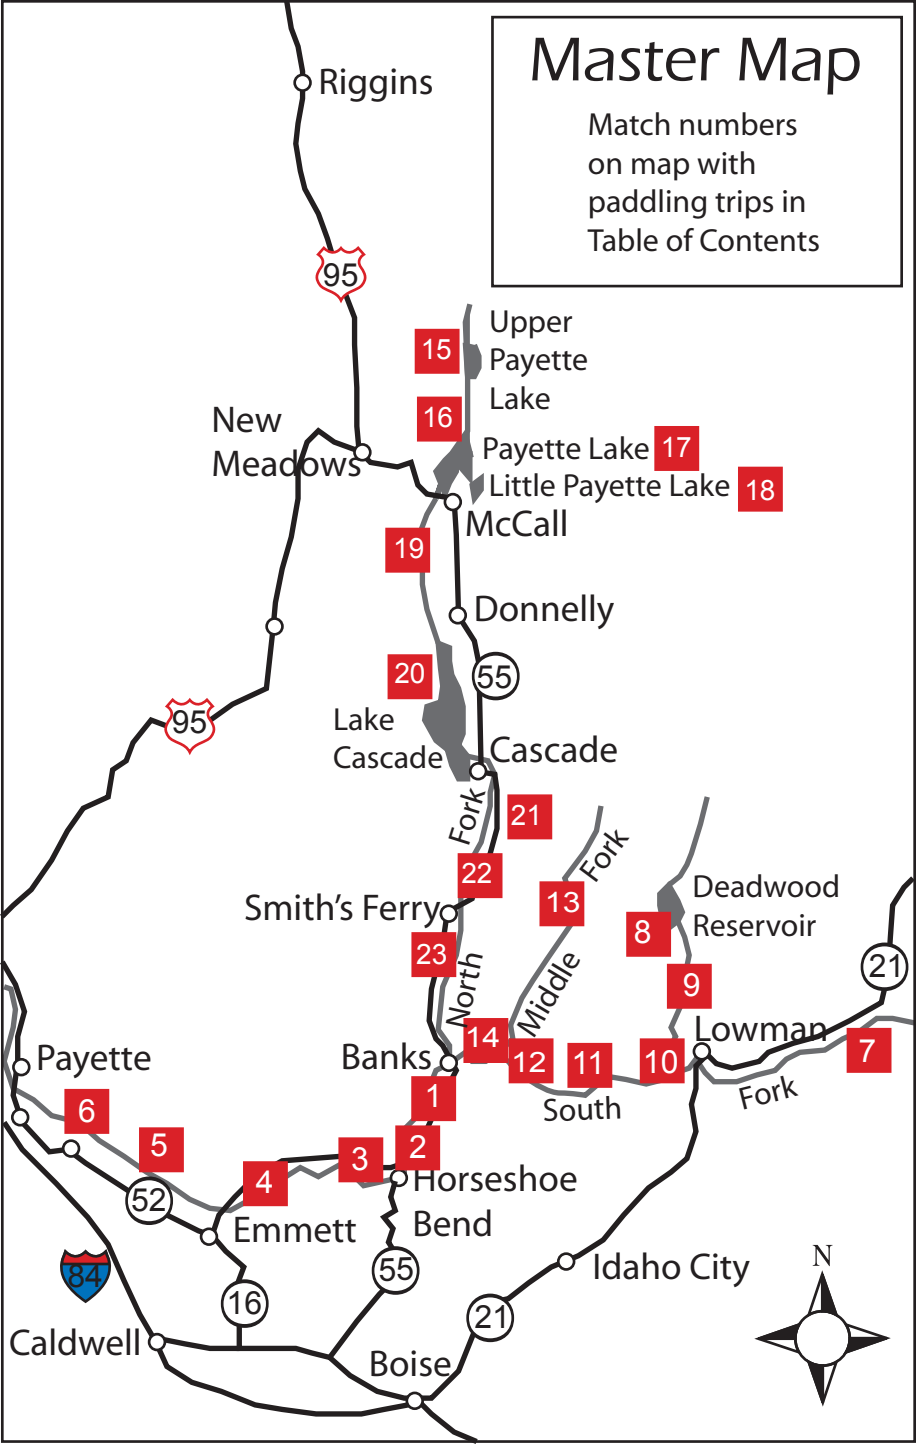 Master Map
Match numbers
on map with
paddling trips in
Table of Contents
Riggins
95
Upper
Payette
Lake
15
16
New
Meadows
Payette Lake
17
Little Payette Lake
18
McCall
19
Donnelly
20
55
95
Lake
Cascade
Cascade
Fork
21
22
Fork
13
Deadwood
Reservoir
8
Smith's Ferry
23
North
Middle
9
21
14
Lowman
7
Payette
Banks
12
11
10
Fork
South
1
6
5
2
3
4
Horseshoe
Bend
52
Emmett
55
84
16
21
Idaho City
N
Caldwell
Boise